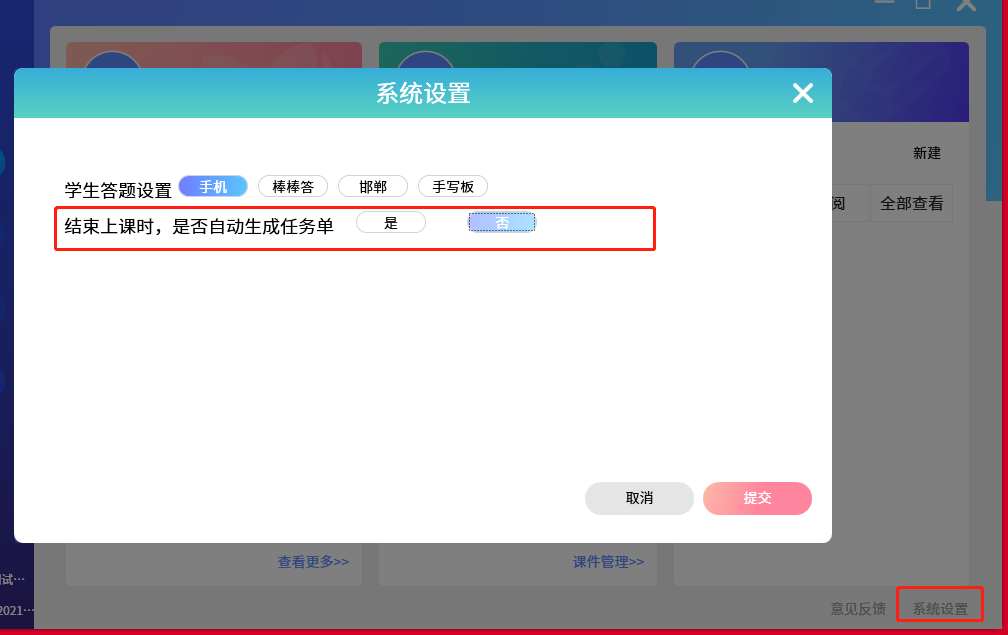 系统设置
新建
学生答题设置 手机 棒棒答 邯郸 手写板
阅 全部查看
结束上课时，是否自动生成任务单 是 否
取消 提交
查看更多>> 课件管理>>
试…
2021…
意见反馈 系统设置